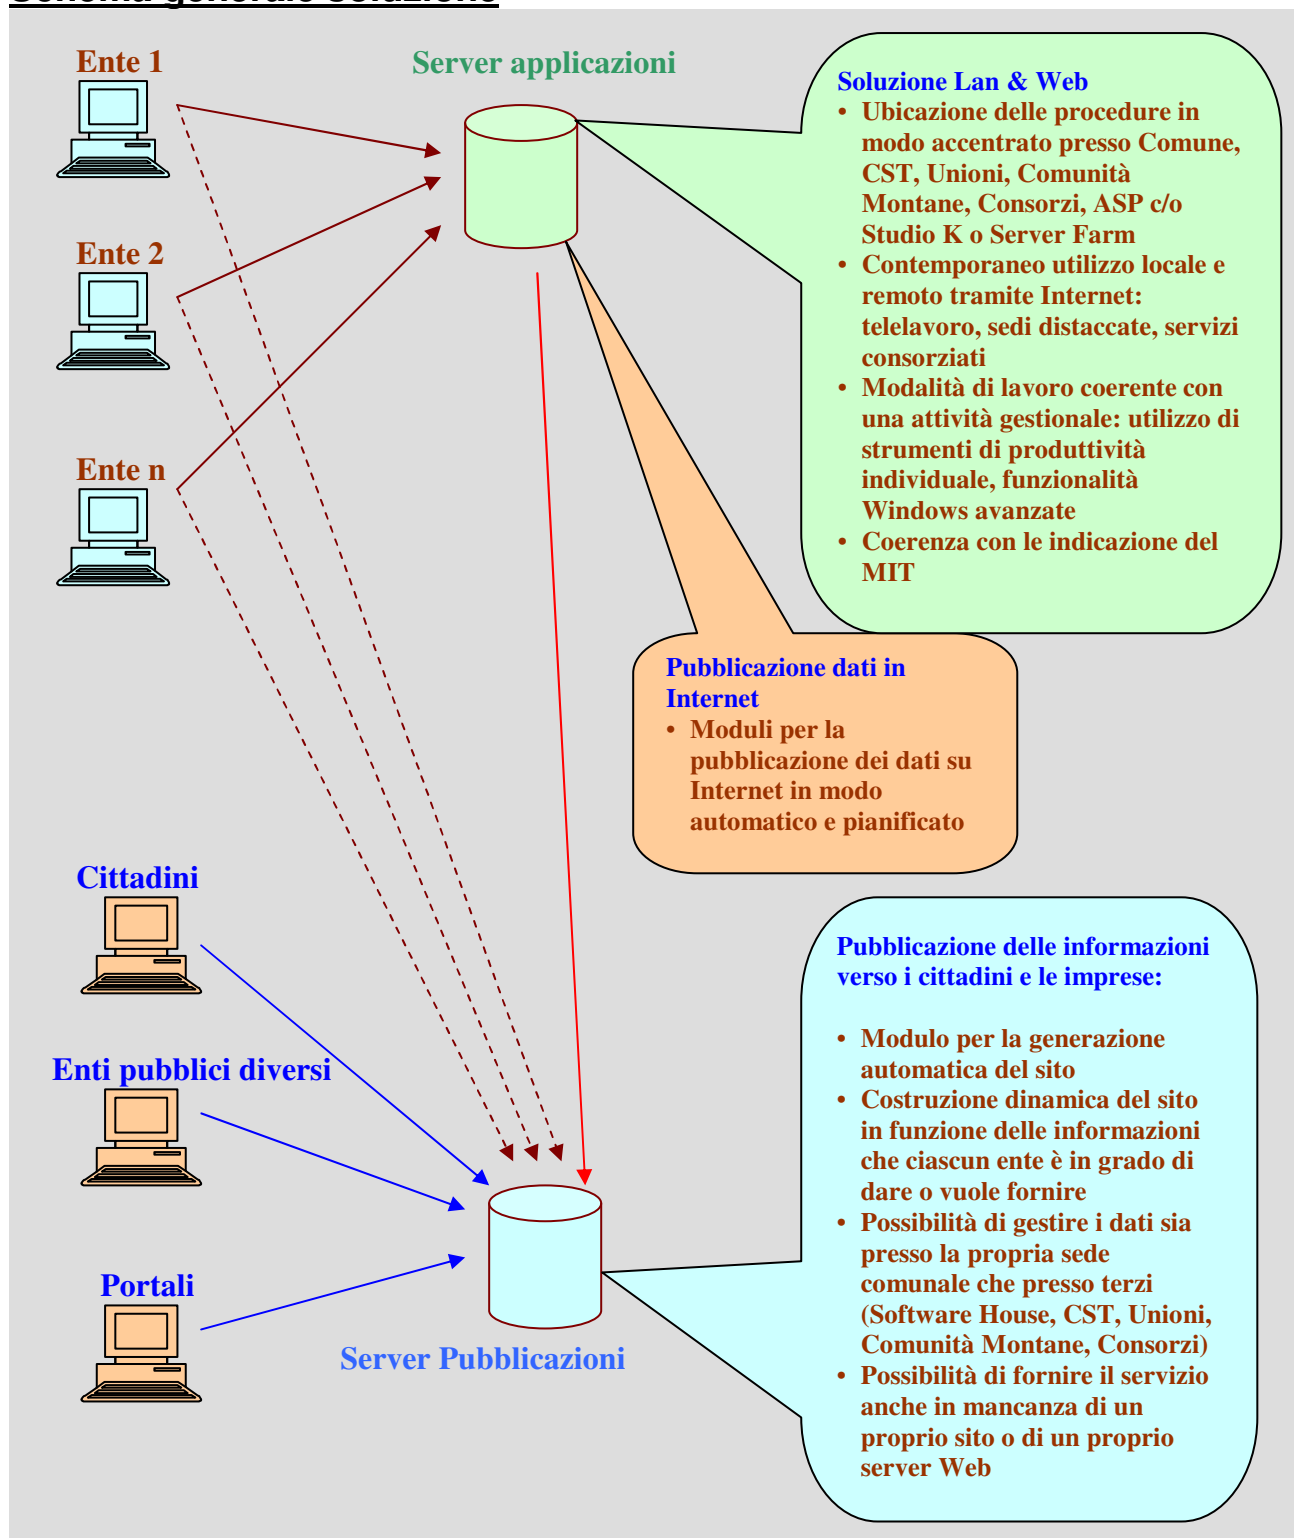 Schema generale soluzione
Ente 1
Server applicazioni
Ente 2
Ente n
Soluzione Lan & Web
• Ubicazione delle procedure in
modo accentrato presso Comune,
CST, Unioni, Comunità
Montane, Consorzi, ASP c/o
Studio K o Server Farm
• Contemporaneo utilizzo locale e
remoto tramite Internet:
telelavoro, sedi distaccate, servizi
consorziati
• Modalità di lavoro coerente con
una attività gestionale: utilizzo di
strumenti di produttività
individuale, funzionalità
Windows avanzate
• Coerenza con le indicazione del
MIT
Pubblicazione dati in
Internet
• Moduli per la
pubblicazione dei dati su
Internet in modo
automatico e pianificato
Cittadini
Enti pubblici diversi
Portali
Server Pubblicazioni
Pubblicazione delle informazioni
verso i cittadini e le imprese:
• Modulo per la generazione
automatica del sito
• Costruzione dinamica del sito
in funzione delle informazioni
che ciascun ente è in grado di
dare o vuole fornire
• Possibilità di gestire i dati sia
presso la propria sede
comunale che presso terzi
(Software House, CST, Unioni,
Comunità Montane, Consorzi)
• Possibilità di fornire il servizio
anche in mancanza di un
proprio sito o di un proprio
server Web